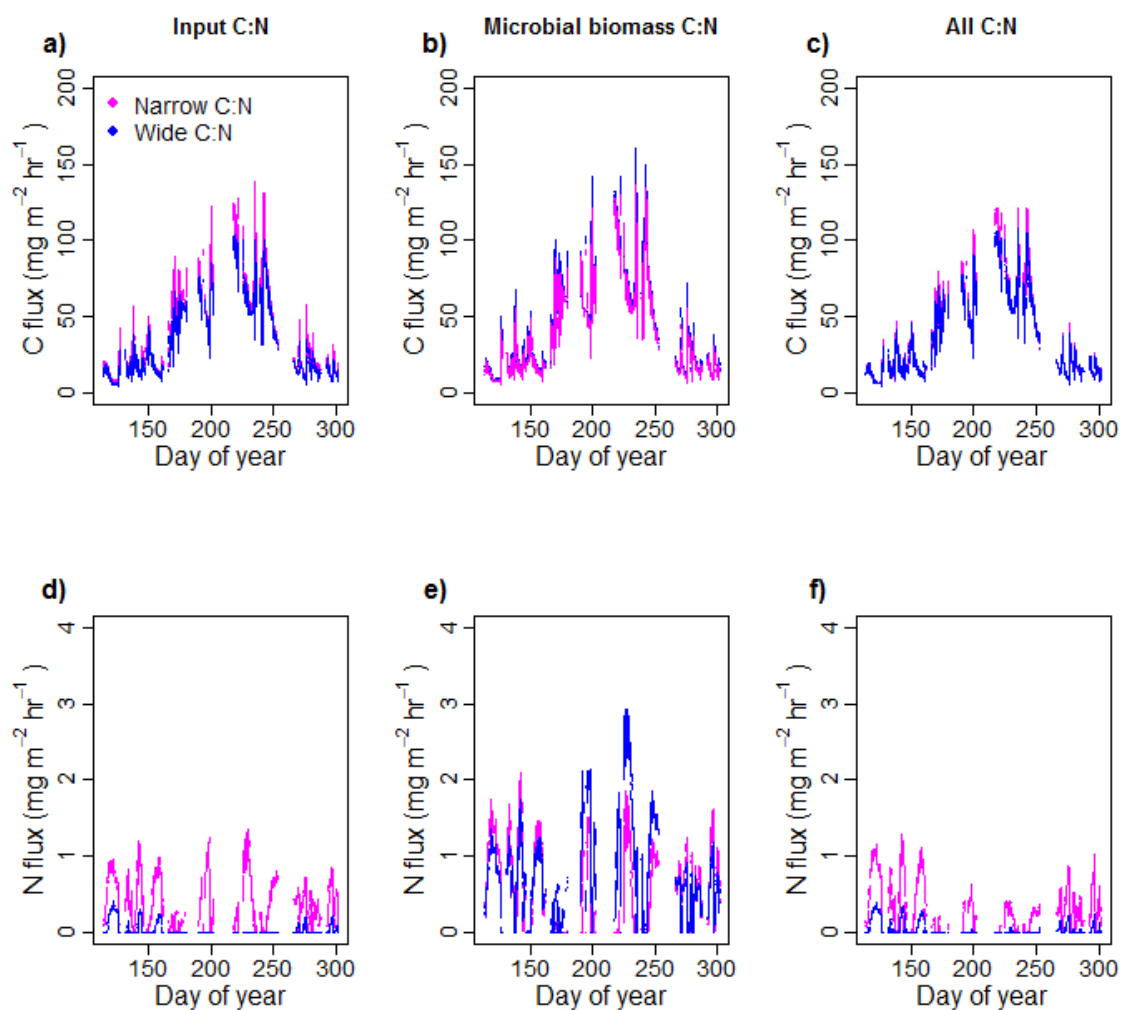 Input C:N
Microbial biomass C:N
All C:N
a)
b)
c)
Narrow C:N
Wide C:N
C flux (mg m⁻² hr⁻¹ )
0
50
100
150
200
150
200
250
300
Day of year
C flux (mg m⁻² hr⁻¹ )
0
50
100
150
200
150
200
250
300
Day of year
C flux (mg m⁻² hr⁻¹ )
0
50
100
150
200
150
200
250
300
Day of year
d)
e)
f)
N flux (mg m⁻² hr⁻¹ )
0
1
2
3
4
150
200
250
300
Day of year
N flux (mg m⁻² hr⁻¹ )
0
1
2
3
4
150
200
250
300
Day of year
N flux (mg m⁻² hr⁻¹ )
0
1
2
3
4
150
200
250
300
Day of year